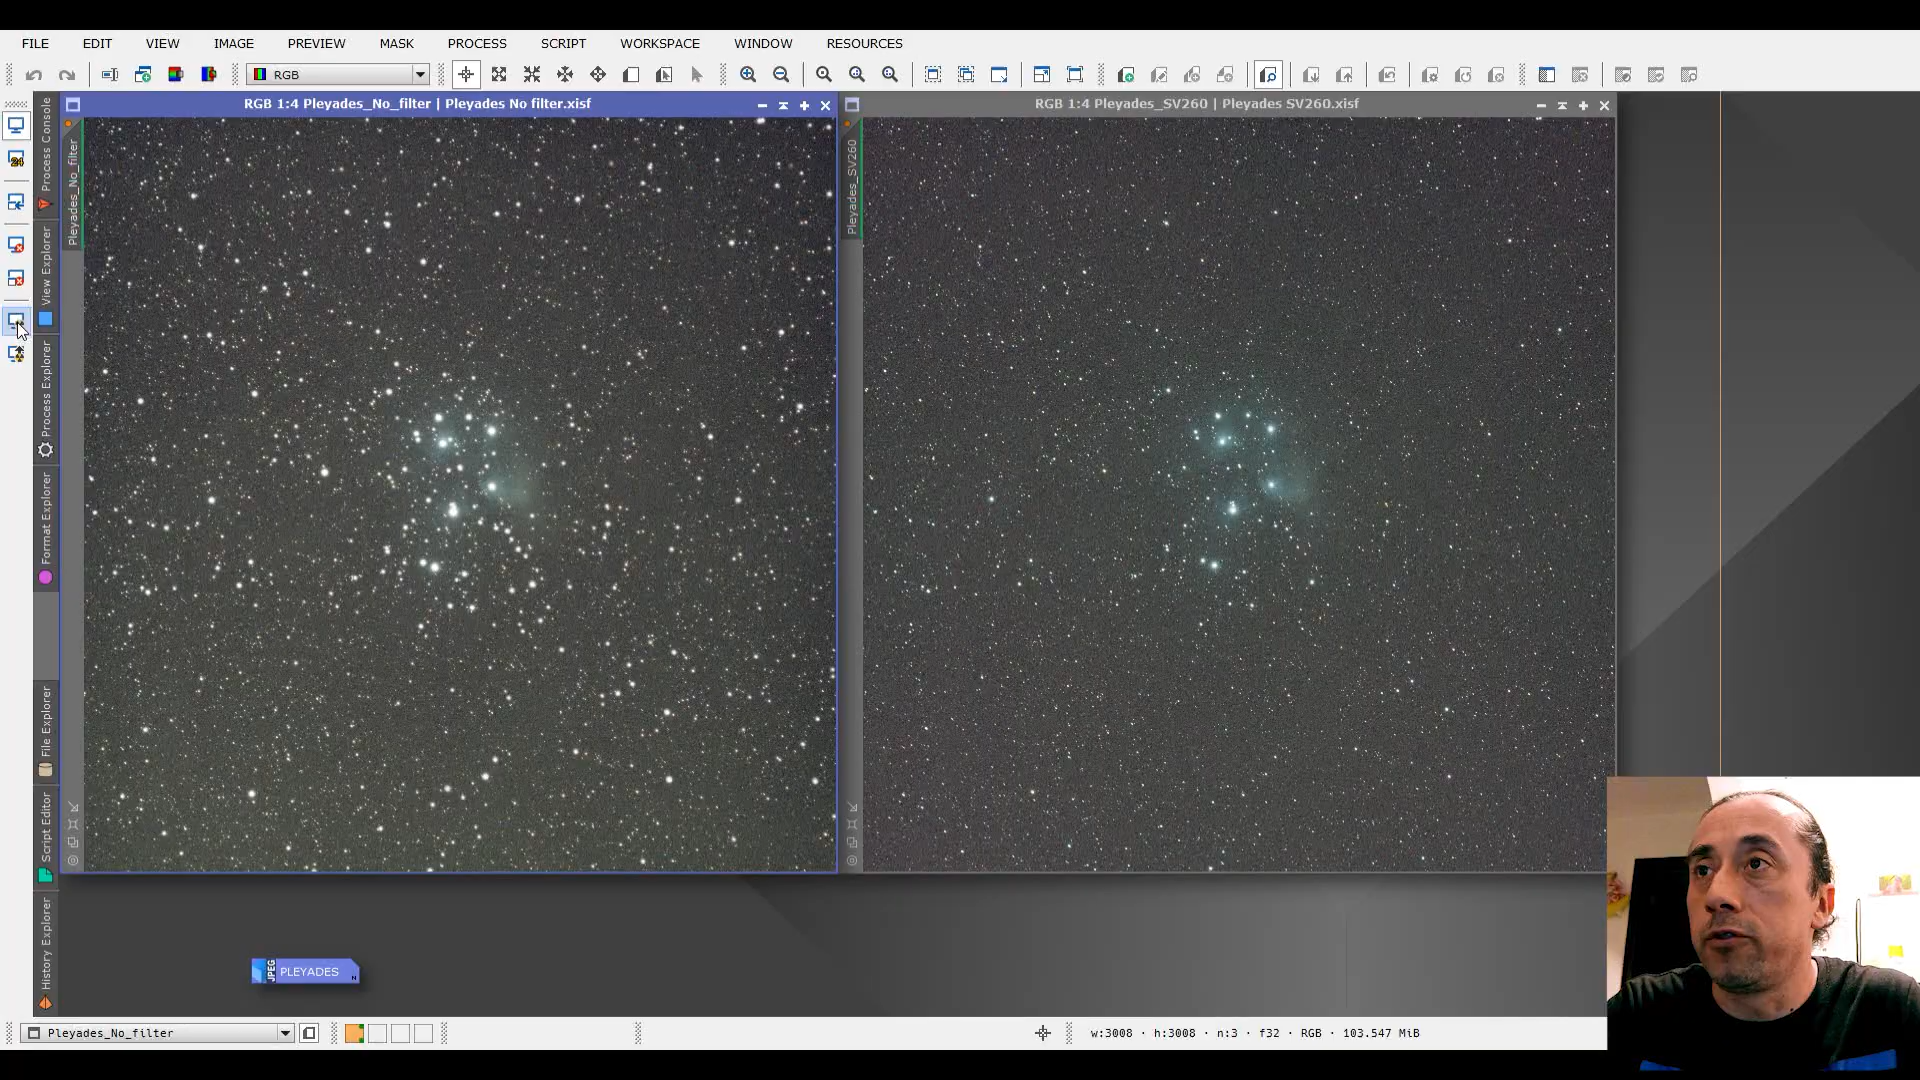 FILE EDIT VIEW IMAGE PREVIEW MASK PROCESS SCRIPT WORKSPACE WINDOW RESOURCES
RGB
RGB 1:4 Pleyades_No_filter | Pleyades No filter.xisf
RGB 1:4 Pleyades_SV260 | Pleyades SV260.xisf
24
Process Console
View Explorer
Process Explorer
Format Explorer
File Explorer
Script Editor
History Explorer
Pleyades_No_filter
Pleyades_SV260
JPEG
PLEYADES
N
Pleyades_No_filter
w:3008 · h:3008 · n:3 · f32 · RGB · 103.547 MiB